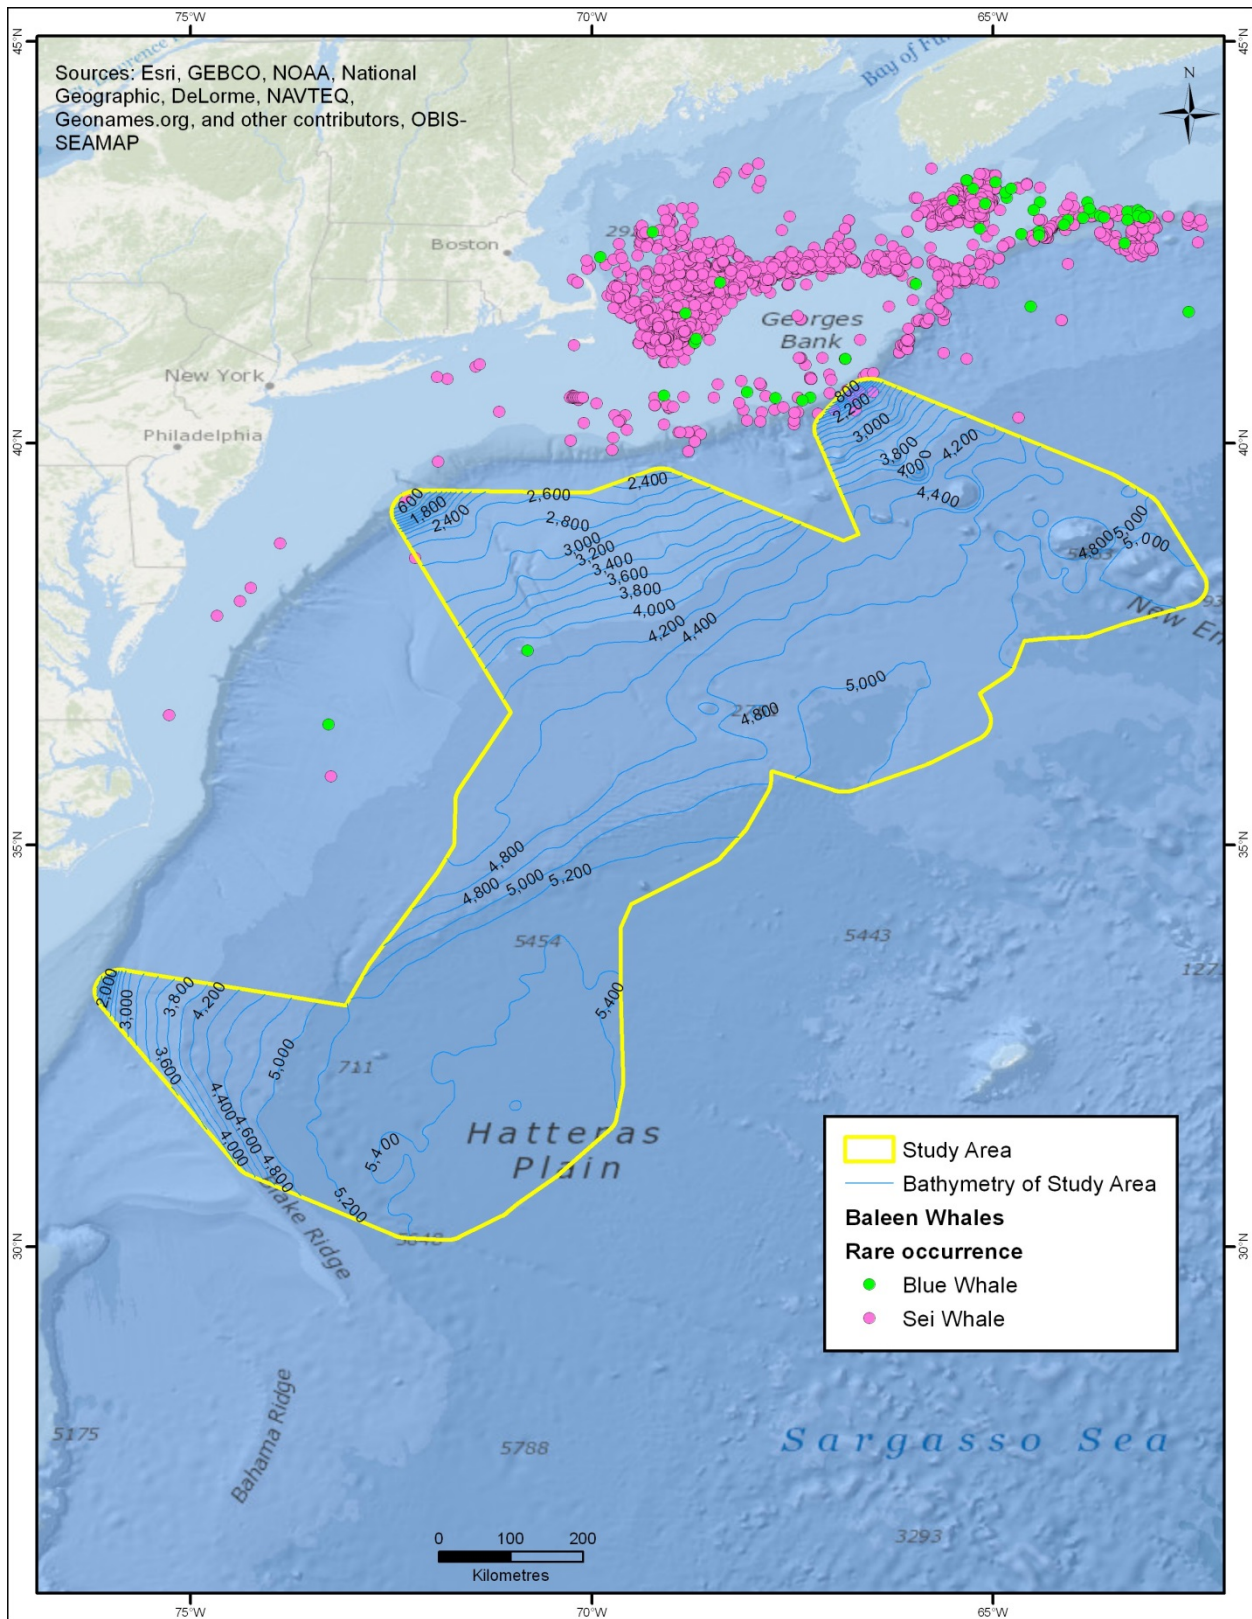 75°W
70°W
65°W
45°N
45°N
Sources: Esri, GEBCO, NOAA, National
Geographic, DeLorme, NAVTEQ,
Geonames.org, and other contributors, OBIS-
SEAMAP
Lawrence
Bay of
N
Boston
Georges
Bank
New York
Philadelphia
40°N
40°N
800
2,200
3,000
3,800
4,200
4,400
600
1,800
2,400
2,600
2,400
2,800
3,000
3,200
3,400
3,600
3,800
4,000
4,200
4,400
5,000
4,800
5,000
New En
5,000
4,800
35°N
35°N
4,800
4,800
5,000
5,200
5454
5443
2,000
3,000
3,800
4,200
3,600
5,000
5,400
711
4,400
4,600
4,000
4,800
5,400
5,200
Hatteras
Plain
Blake Ridge
30°N
30°N
Study Area
Bathymetry of Study Area
Baleen Whales
Rare occurrence
Blue Whale
Sei Whale
Bahama Ridge
5175
5788
Sargasso Sea
3293
0 100 200
Kilometres
75°W
70°W
65°W